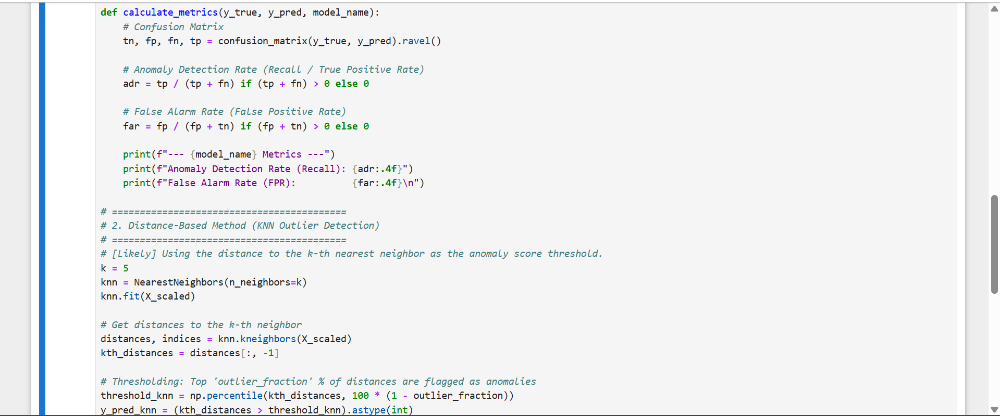 def calculate_metrics(y_true, y_pred, model_name):
    # Confusion Matrix
    tn, fp, fn, tp = confusion_matrix(y_true, y_pred).ravel()

    # Anomaly Detection Rate (Recall / True Positive Rate)
    adr = tp / (tp + fn) if (tp + fn) > 0 else 0

    # False Alarm Rate (False Positive Rate)
    far = fp / (fp + tn) if (fp + tn) > 0 else 0

    print(f"--- {model_name} Metrics ---")
    print(f"Anomaly Detection Rate (Recall): {adr:.4f}")
    print(f"False Alarm Rate (FPR):          {far:.4f}\n")

# ==========================================
# 2. Distance-Based Method (KNN Outlier Detection)
# ==========================================
# [Likely] Using the distance to the k-th nearest neighbor as the anomaly score threshold.
k = 5
knn = NearestNeighbors(n_neighbors=k)
knn.fit(X_scaled)

# Get distances to the k-th neighbor
distances, indices = knn.kneighbors(X_scaled)
kth_distances = distances[:, -1]

# Thresholding: Top 'outlier_fraction' % of distances are flagged as anomalies
threshold_knn = np.percentile(kth_distances, 100 * (1 - outlier_fraction))
y_pred_knn = (kth_distances > threshold_knn).astype(int)